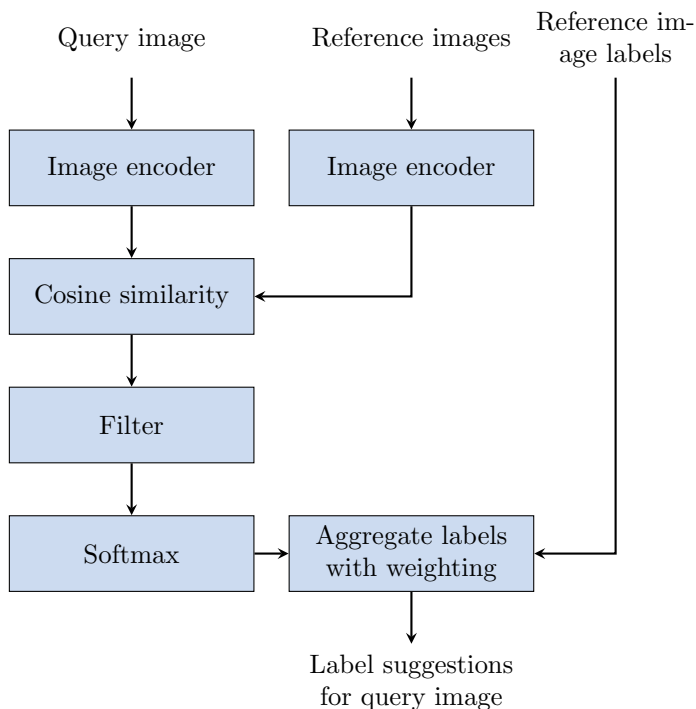 Query image
Reference images
Reference im-
age labels
Image encoder
Image encoder
Cosine similarity
Filter
Softmax
Aggregate labels
with weighting
Label suggestions
for query image